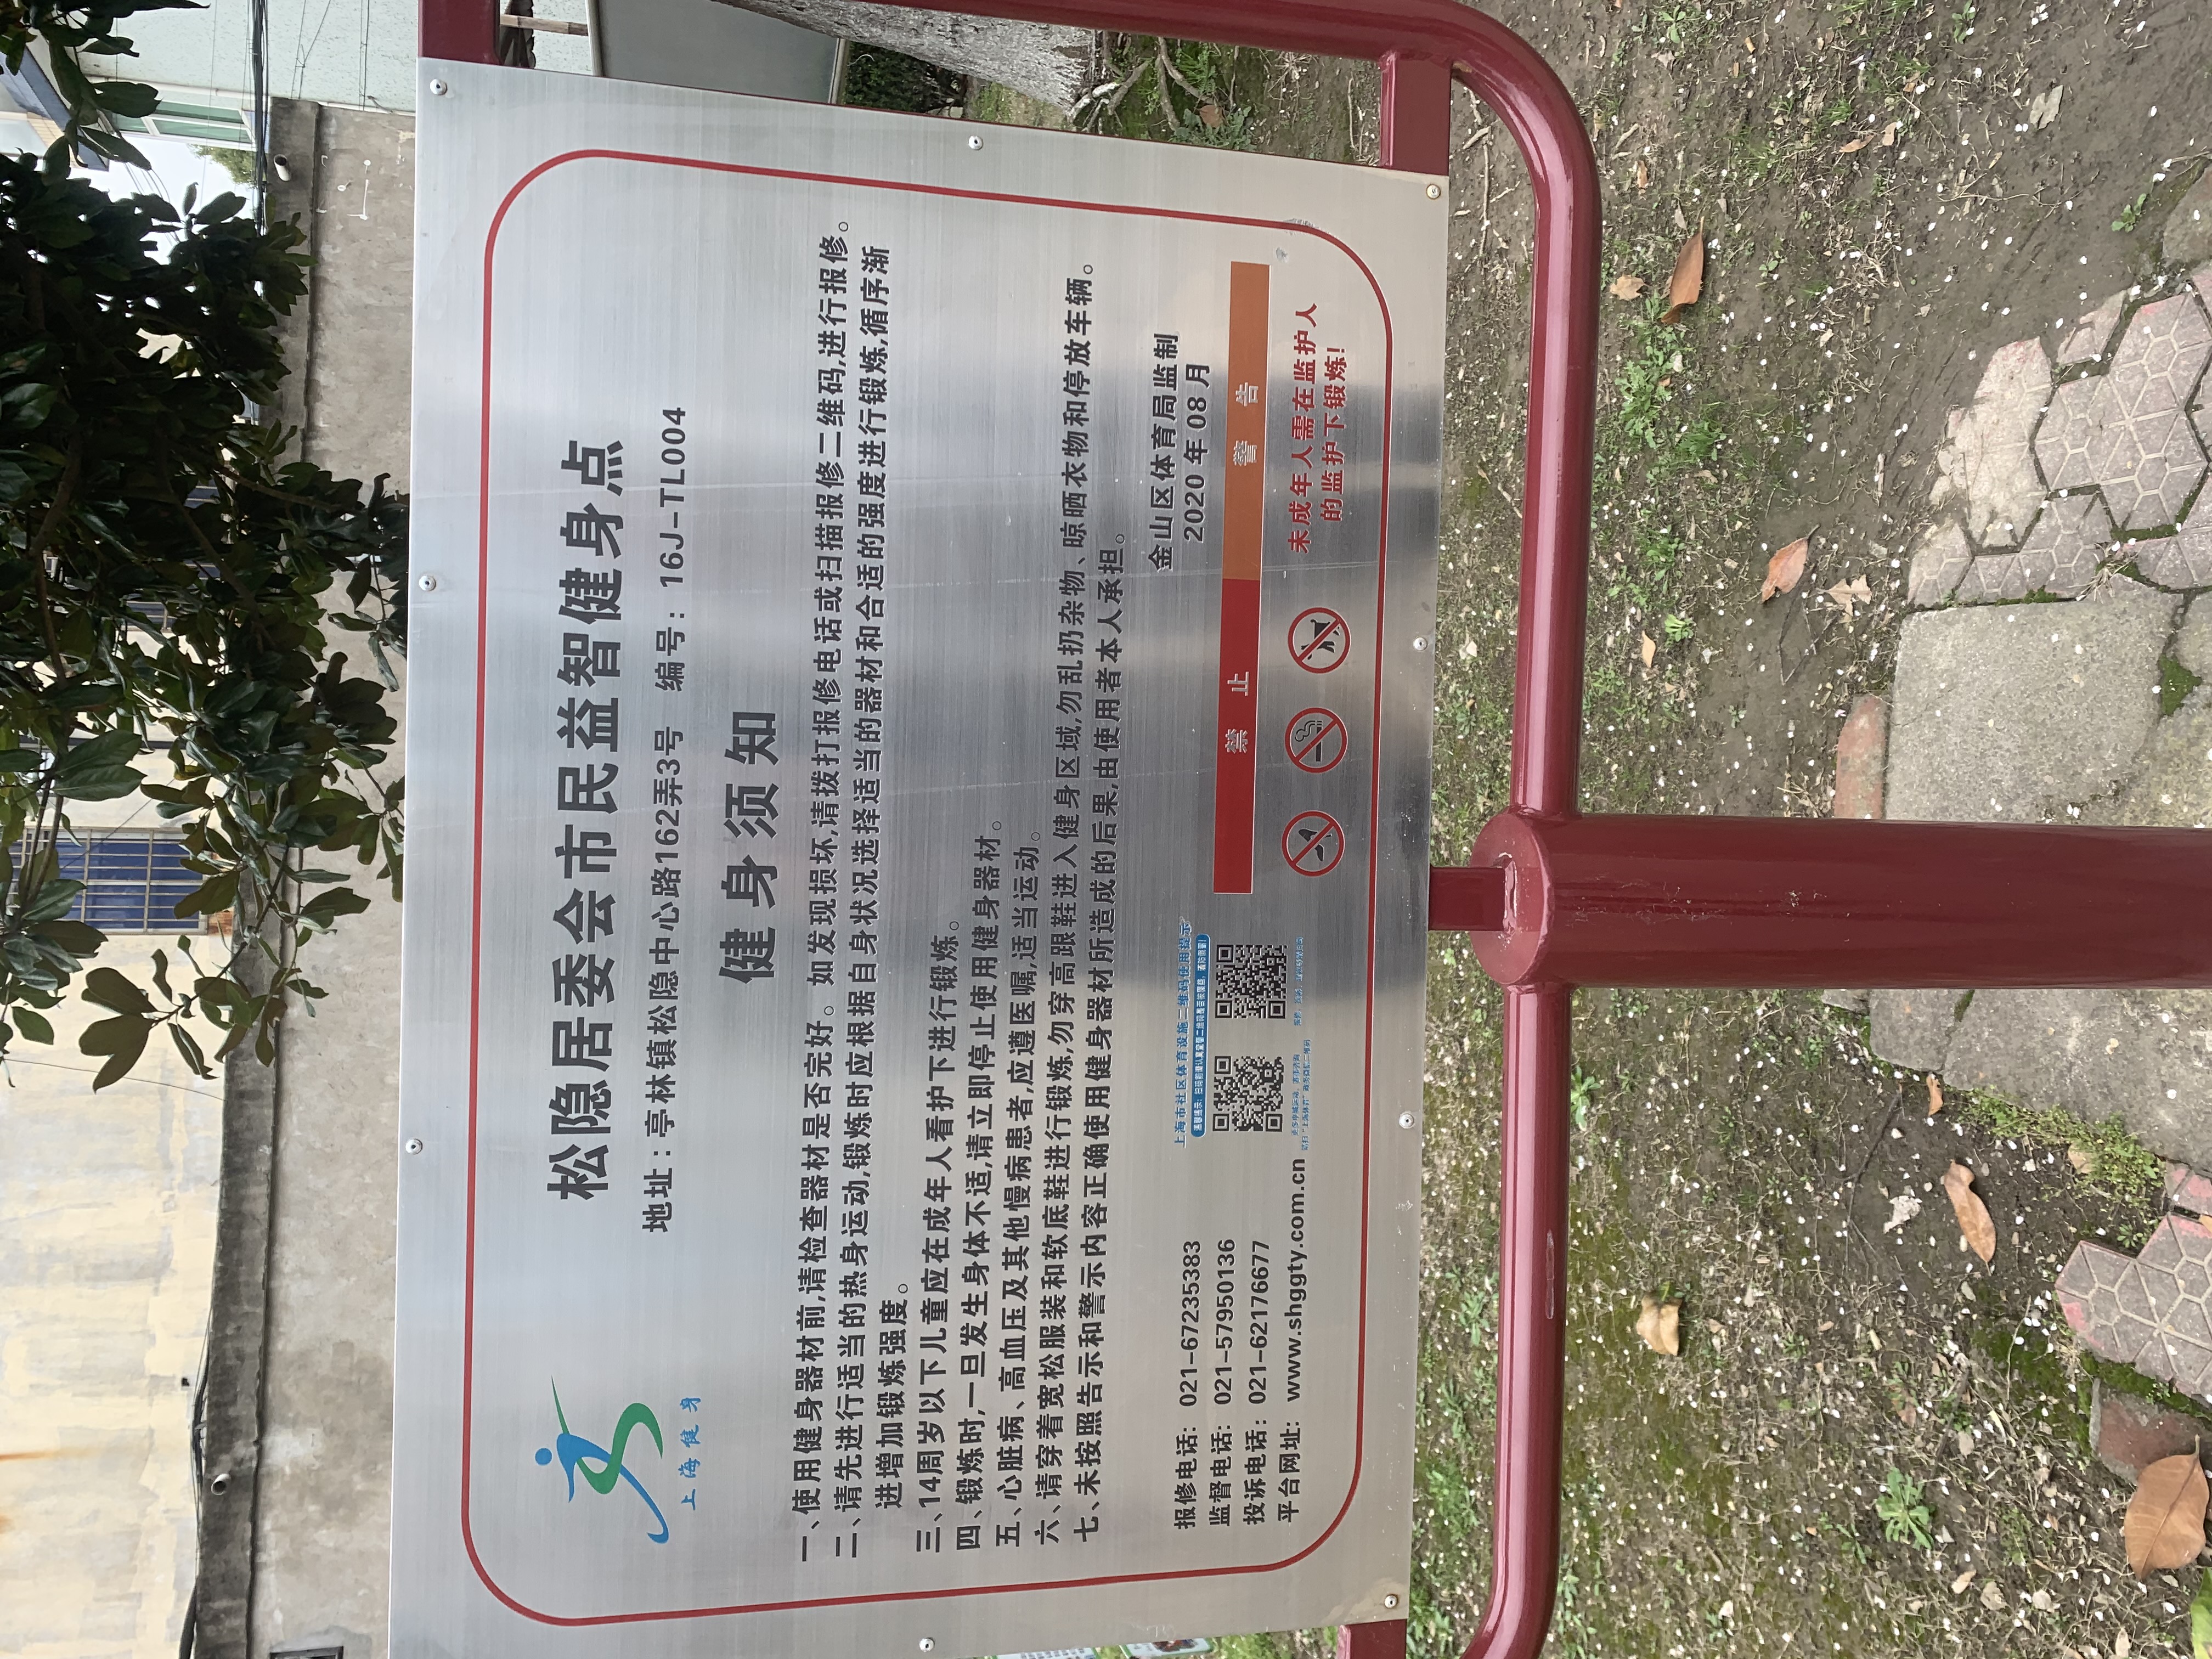 上海健身
松隐居委会市民益智健身点
地址：亭林镇松隐中心路162弄3号 编号：16J-TL004
健身须知
一、使用健身器材前,请检查器材是否完好。如发现损坏,请拨打报修电话或扫描报修二维码,进行报修。
二、请先进行适当的热身运动,锻炼时应根据自身状况选择适当的器材和合适的强度进行锻炼,循序渐
进增加锻炼强度。
三、14周岁以下儿童应在成年人看护下进行锻炼。
四、锻炼时,一旦发生身体不适,请立即停止使用健身器材。
五、心脏病、高血压及其他慢病患者,应遵医嘱,适当运动。
六、请穿着宽松服装和软底鞋进行锻炼,勿穿高跟鞋进入健身区域,勿乱扔杂物、晾晒衣物和停放车辆。
七、未按照告示和警示内容正确使用健身器材所造成的后果,由使用者本人承担。
金山区体育局监制
2020年08月
报修电话: 021-67235383
监督电话: 021-57950136
投诉电话: 021-62176677
平台网址: www.shggty.com.cn
上海市社区体育设施二维码使用提示
禁 止
警 告
未成年人需在监护人
的监护下锻炼!